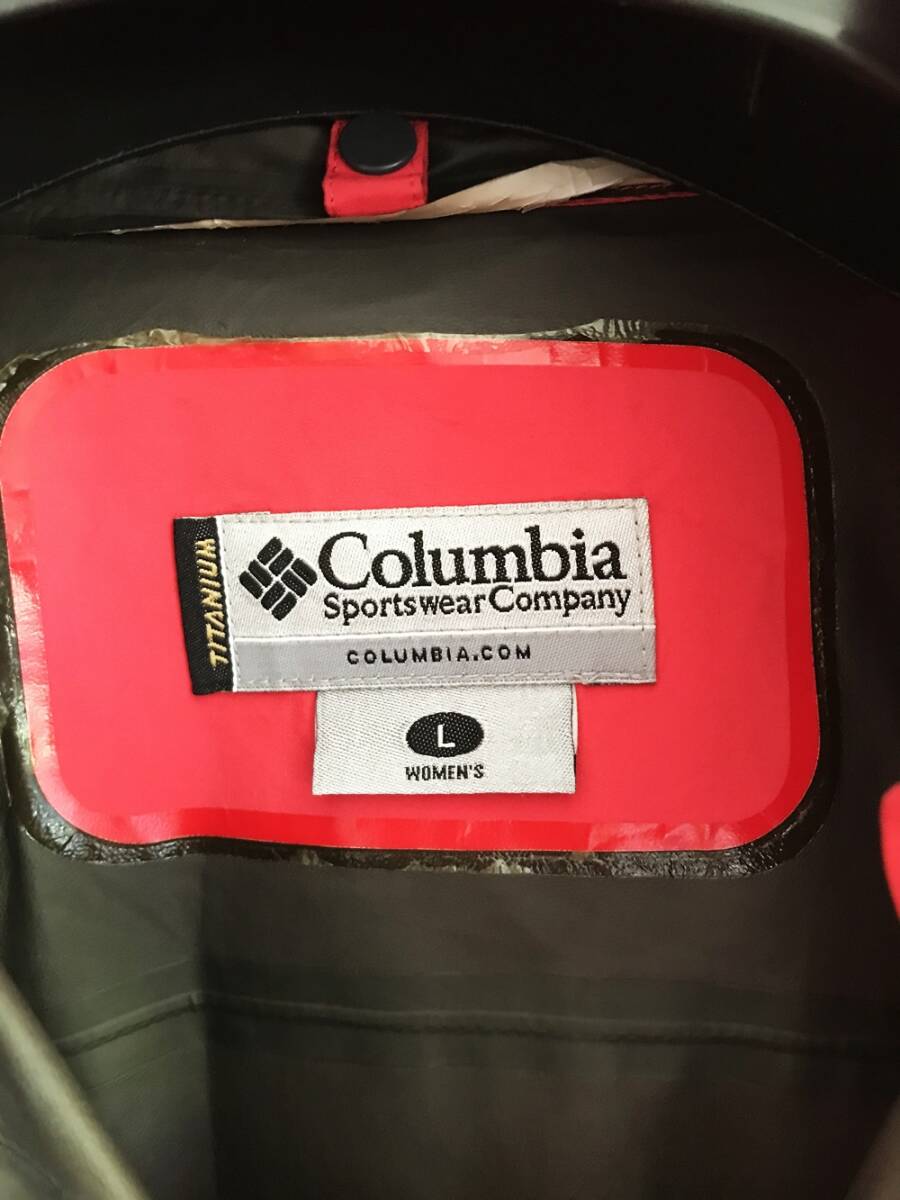 TITANIUM
Columbia
Sportswear Company
COLUMBIA.COM
L
WOMEN'S